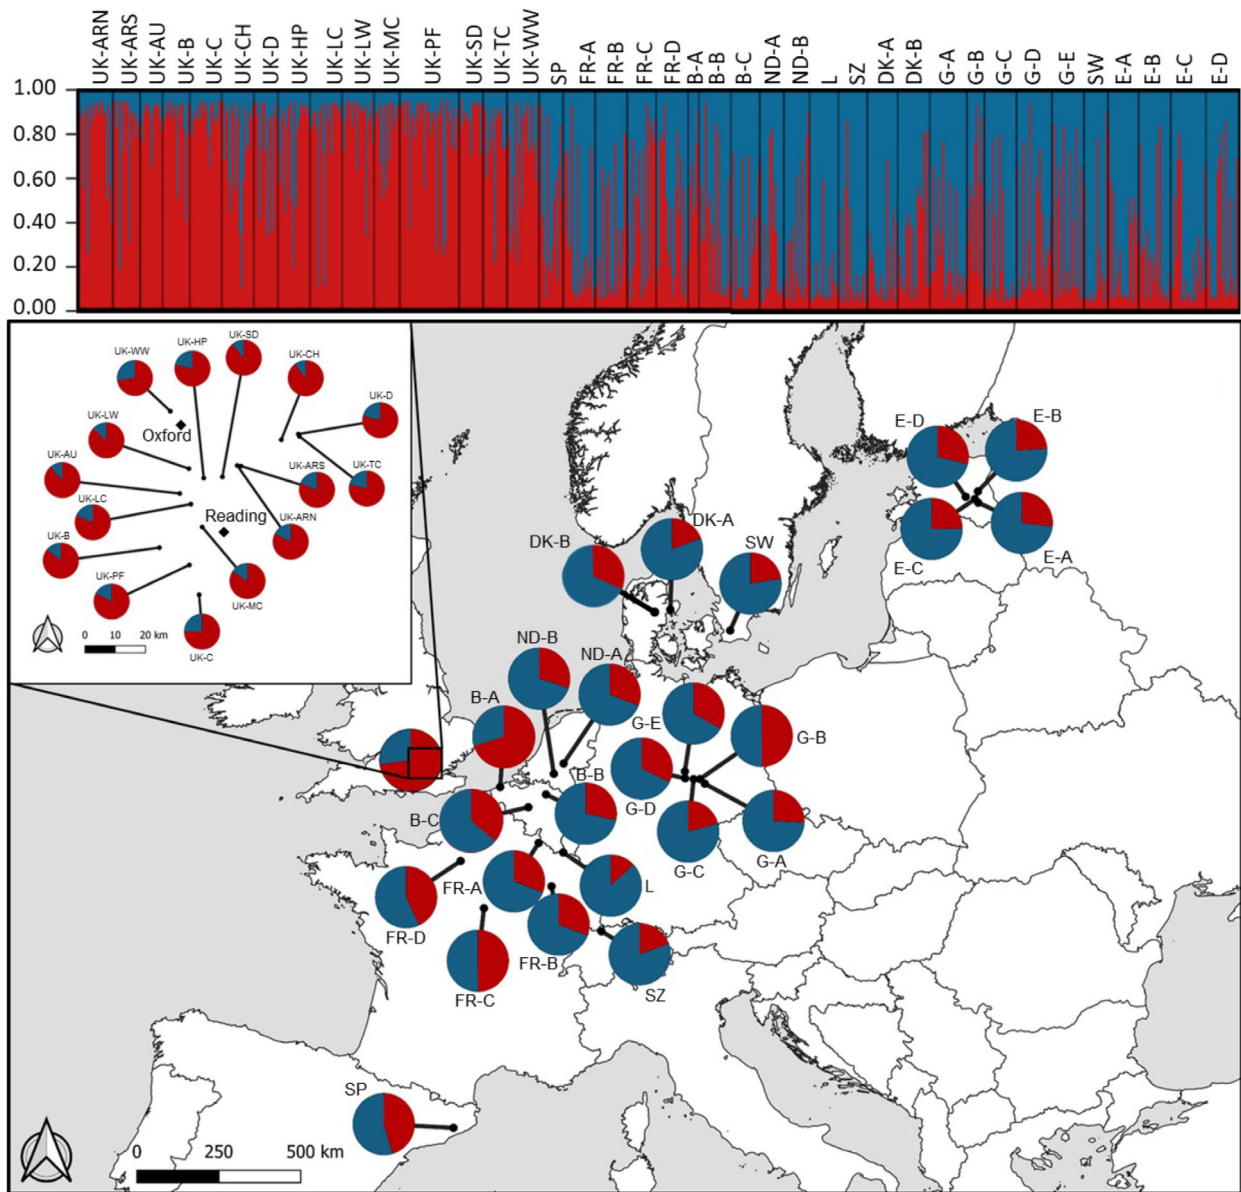 UK-ARN UK-ARS UK-AU UK-B UK-C UK-CH UK-D UK-HP UK-LC UK-LW UK-MC UK-PF UK-SD UK-TC UK-WW SP FR-A FR-B FR-C FR-D B-A B-B B-C ND-A ND-B L SZ DK-A DK-B G-A G-B G-C G-D G-E SW E-A E-B E-C E-D
1.00
0.80
0.60
0.40
0.20
0.00
UK-SD
UK-HP
UK-WW
UK-CH
UK-D
UK-LW
Oxford
UK-AU
UK-ARS
UK-TC
UK-LC
Reading
UK-ARN
UK-B
UK-PF
UK-MC
0 10 20 km
UK-C
E-D
E-B
DK-A
DK-B
SW
E-C
E-A
ND-B
ND-A
B-A
G-E
G-B
B-B
G-D
B-C
G-C
G-A
FR-A
L
FR-D
FR-B
FR-C
SZ
SP
0 250 500 km